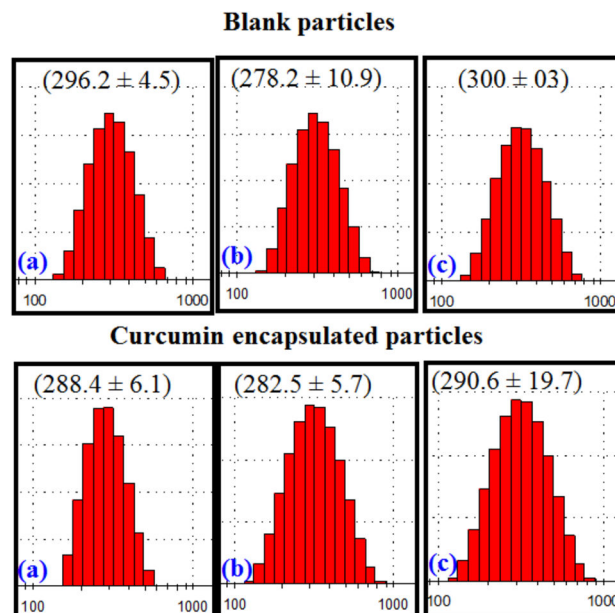 Blank particles
(296.2 ± 4.5) (278.2 ± 10.9) (300 ± 03)
(a) (b) (c)
100 1000 100 1000 100 1000
Curcumin encapsulated particles
(288.4 ± 6.1) (282.5 ± 5.7) (290.6 ± 19.7)
(a) (b) (c)
100 1000 100 1000 100 1000